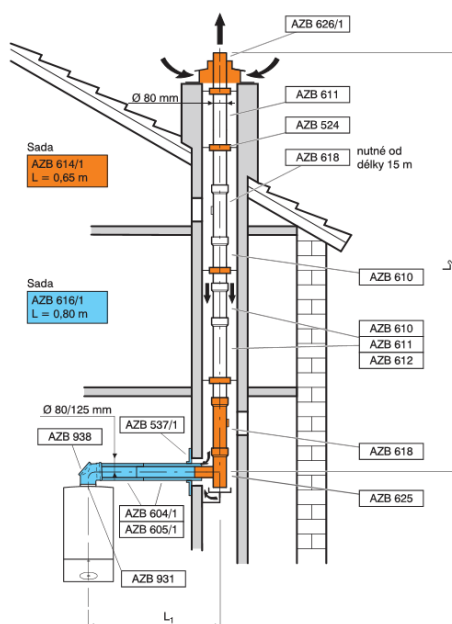 AZB 626/1
Ø 80 mm
AZB 611
AZB 524
Sada
AZB 614/1
L = 0,65 m
AZB 618
nutné od
délky 15 m
L₂
AZB 610
Sada
AZB 616/1
L = 0,80 m
AZB 610
AZB 611
AZB 612
Ø 80/125 mm
AZB 938
AZB 537/1
AZB 618
AZB 604/1
AZB 605/1
AZB 625
AZB 931
L₁